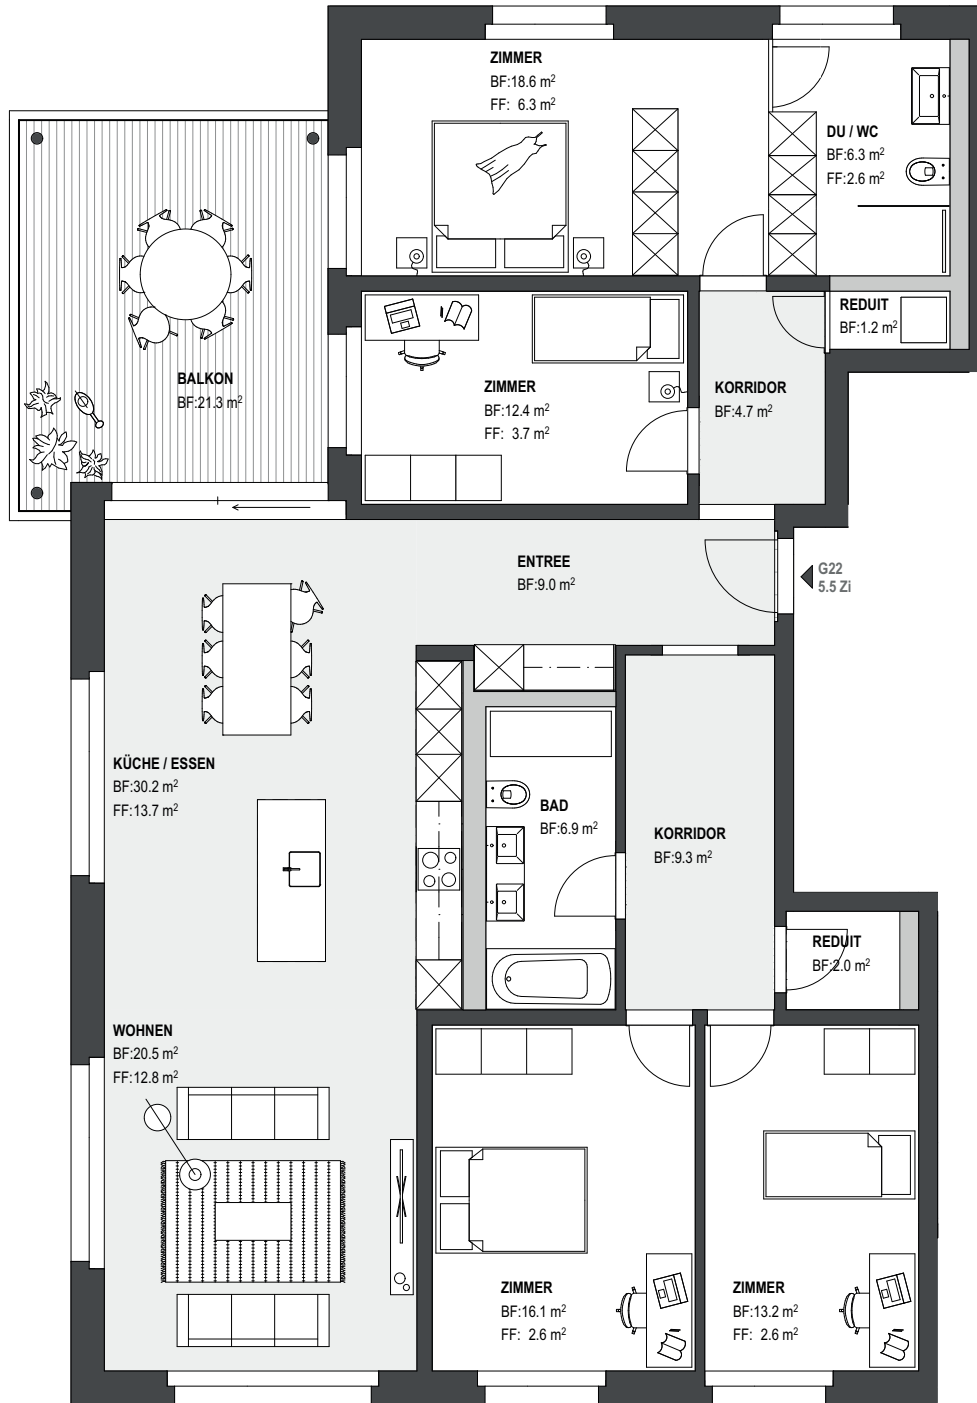 ZIMMER
BF:18.6 m²
FF: 6.3 m²
DU / WC
BF:6.3 m²
FF:2.6 m²
REDUIT
BF:1.2 m²
BALKON
BF:21.3 m²
ZIMMER
BF:12.4 m²
FF: 3.7 m²
KORRIDOR
BF:4.7 m²
ENTREE
BF:9.0 m²
G22
5.5 Zi
KÜCHE / ESSEN
BF:30.2 m²
FF:13.7 m²
BAD
BF:6.9 m²
KORRIDOR
BF:9.3 m²
REDUIT
BF:2.0 m²
WOHNEN
BF:20.5 m²
FF:12.8 m²
ZIMMER
BF:16.1 m²
FF: 2.6 m²
ZIMMER
BF:13.2 m²
FF: 2.6 m²